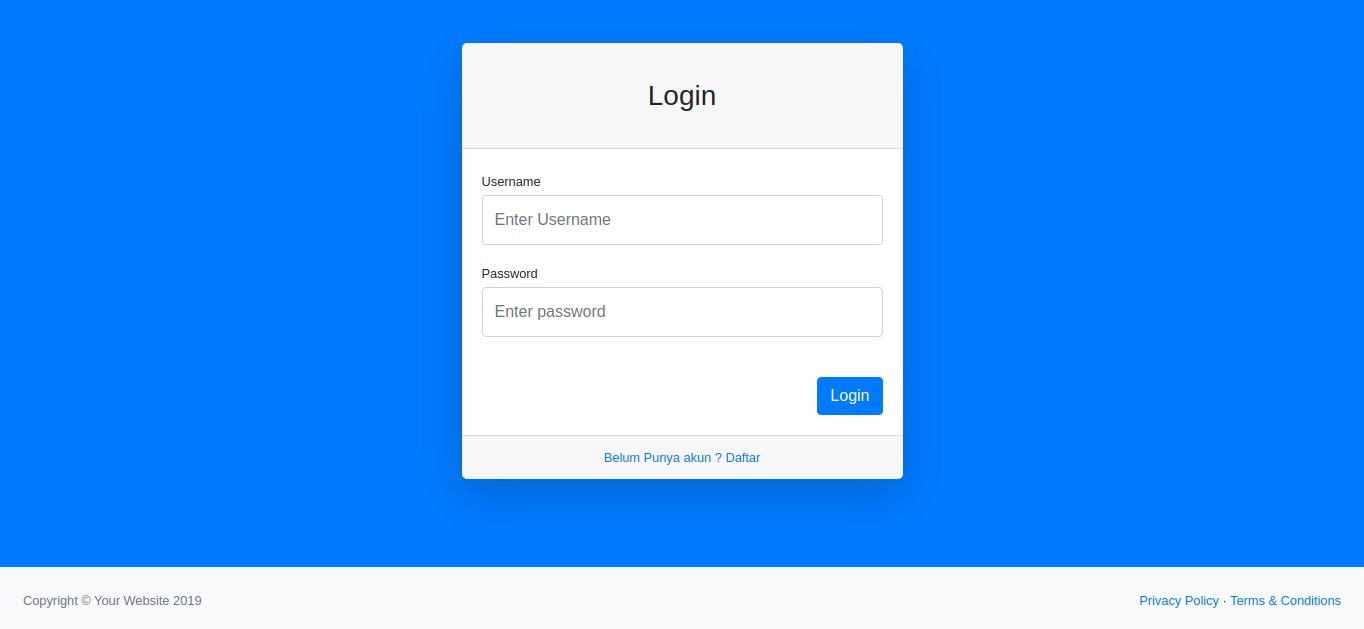 Login
Username
Enter Username
Password
Enter password
Login
Belum Punya akun ? Daftar
Copyright © Your Website 2019
Privacy Policy · Terms & Conditions